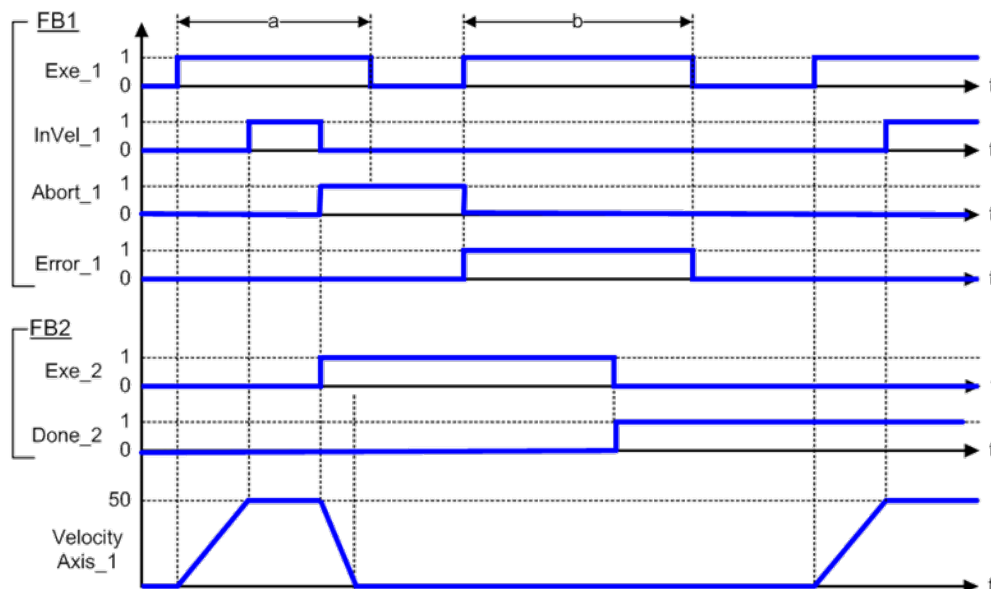 FB1
a
b
1
Exe_1
0
t
1
InVel_1
0
t
1
Abort_1
0
t
1
Error_1
0
t
FB2
1
Exe_2
0
1
Done_2
0
t
50
Velocity
Axis_1
t